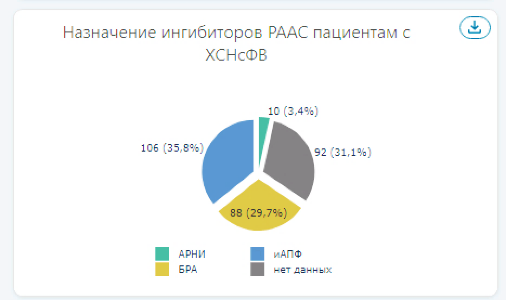 Назначение ингибиторов РААС пациентам с
ХСНсФВ
10 (3,4%)
106 (35,8%)
92 (31,1%)
88 (29,7%)
АРНИ
иАПФ
БРА
нет данных